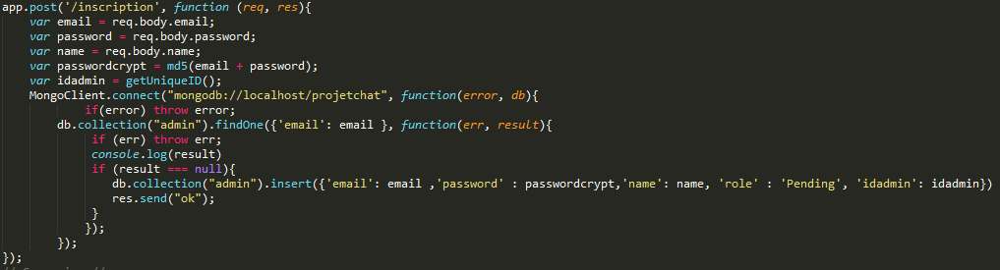 app.post('/inscription', function (req, res){
    var email = req.body.email;
    var password = req.body.password;
    var name = req.body.name;
    var passwordcrypt = md5(email + password);
    var idadmin = getUniqueID();
    MongoClient.connect("mongodb://localhost/projetchat", function(error, db){
            if(error) throw error;
        db.collection("admin").findOne({'email': email }, function(err, result){
             if (err) throw err;
             console.log(result)
             if (result === null){
                db.collection("admin").insert({'email': email ,'password' : passwordcrypt,'name': name, 'role' : 'Pending', 'idadmin': idadmin})
                res.send("ok");
             }
            });
        });
});